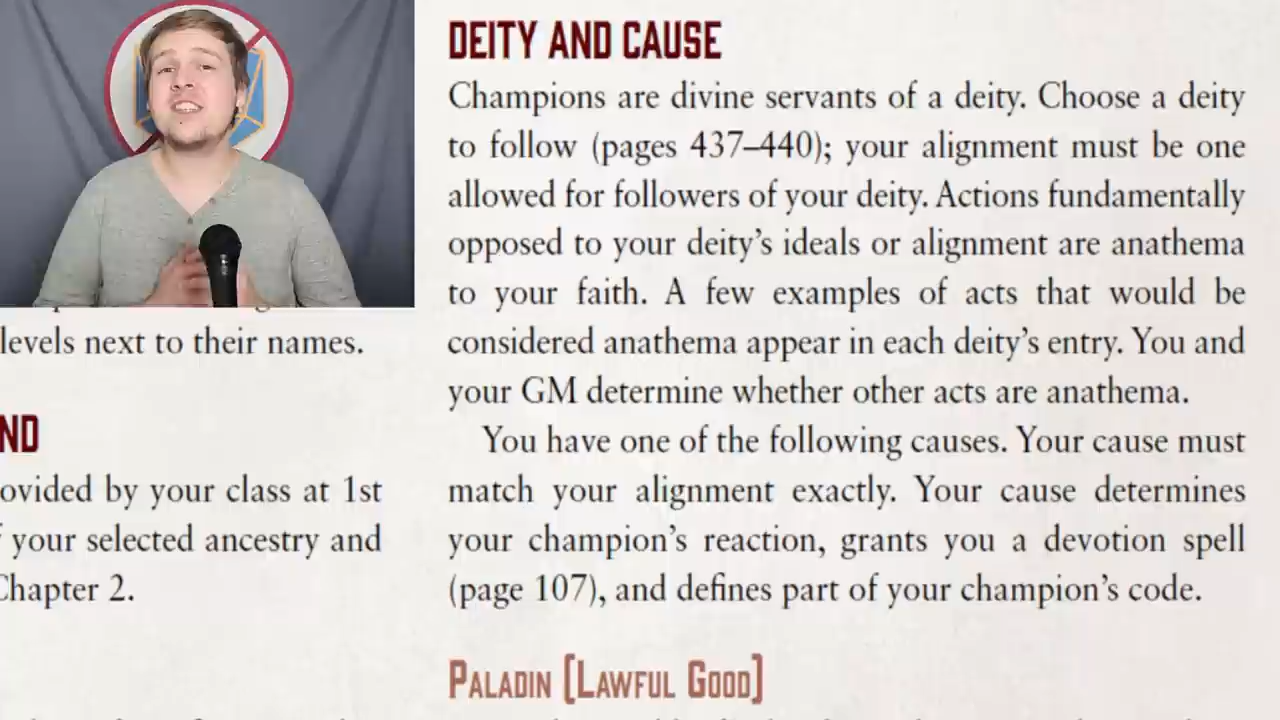 levels next to their names.
ND
ovided by your class at 1st
your selected ancestry and
Chapter 2.
DEITY AND CAUSE
Champions are divine servants of a deity. Choose a deity
to follow (pages 437–440); your alignment must be one
allowed for followers of your deity. Actions fundamentally
opposed to your deity's ideals or alignment are anathema
to your faith. A few examples of acts that would be
considered anathema appear in each deity's entry. You and
your GM determine whether other acts are anathema.
You have one of the following causes. Your cause must
match your alignment exactly. Your cause determines
your champion's reaction, grants you a devotion spell
(page 107), and defines part of your champion's code.
PALADIN [LAWFUL GOOD]